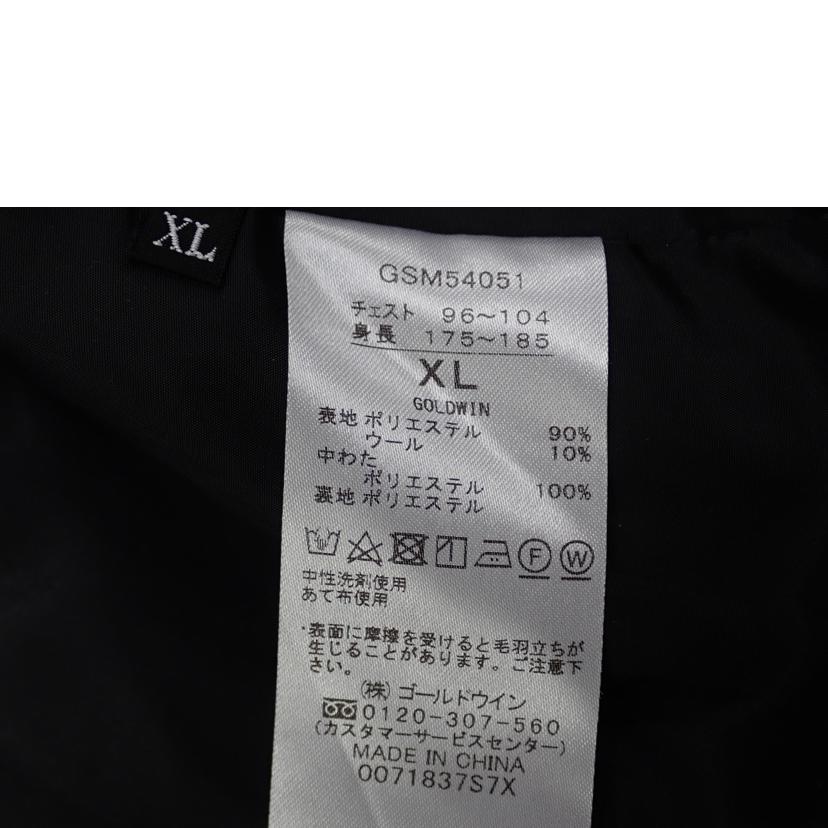 XL
GSM54051
チェスト 96～104
身長 175～185
XL
GOLDWIN
表地 ポリエステル 90%
ウール 10%
中わた
ポリエステル 100%
裏地 ポリエステル
F W
中性洗剤使用
あて布使用
・表面に摩擦を受けると毛羽立ちが
生じることがあります。ご注意下
さい。
(株)ゴールドウイン
0120-307-560
(カスタマーサービスセンター)
MADE IN CHINA
0071837S7X